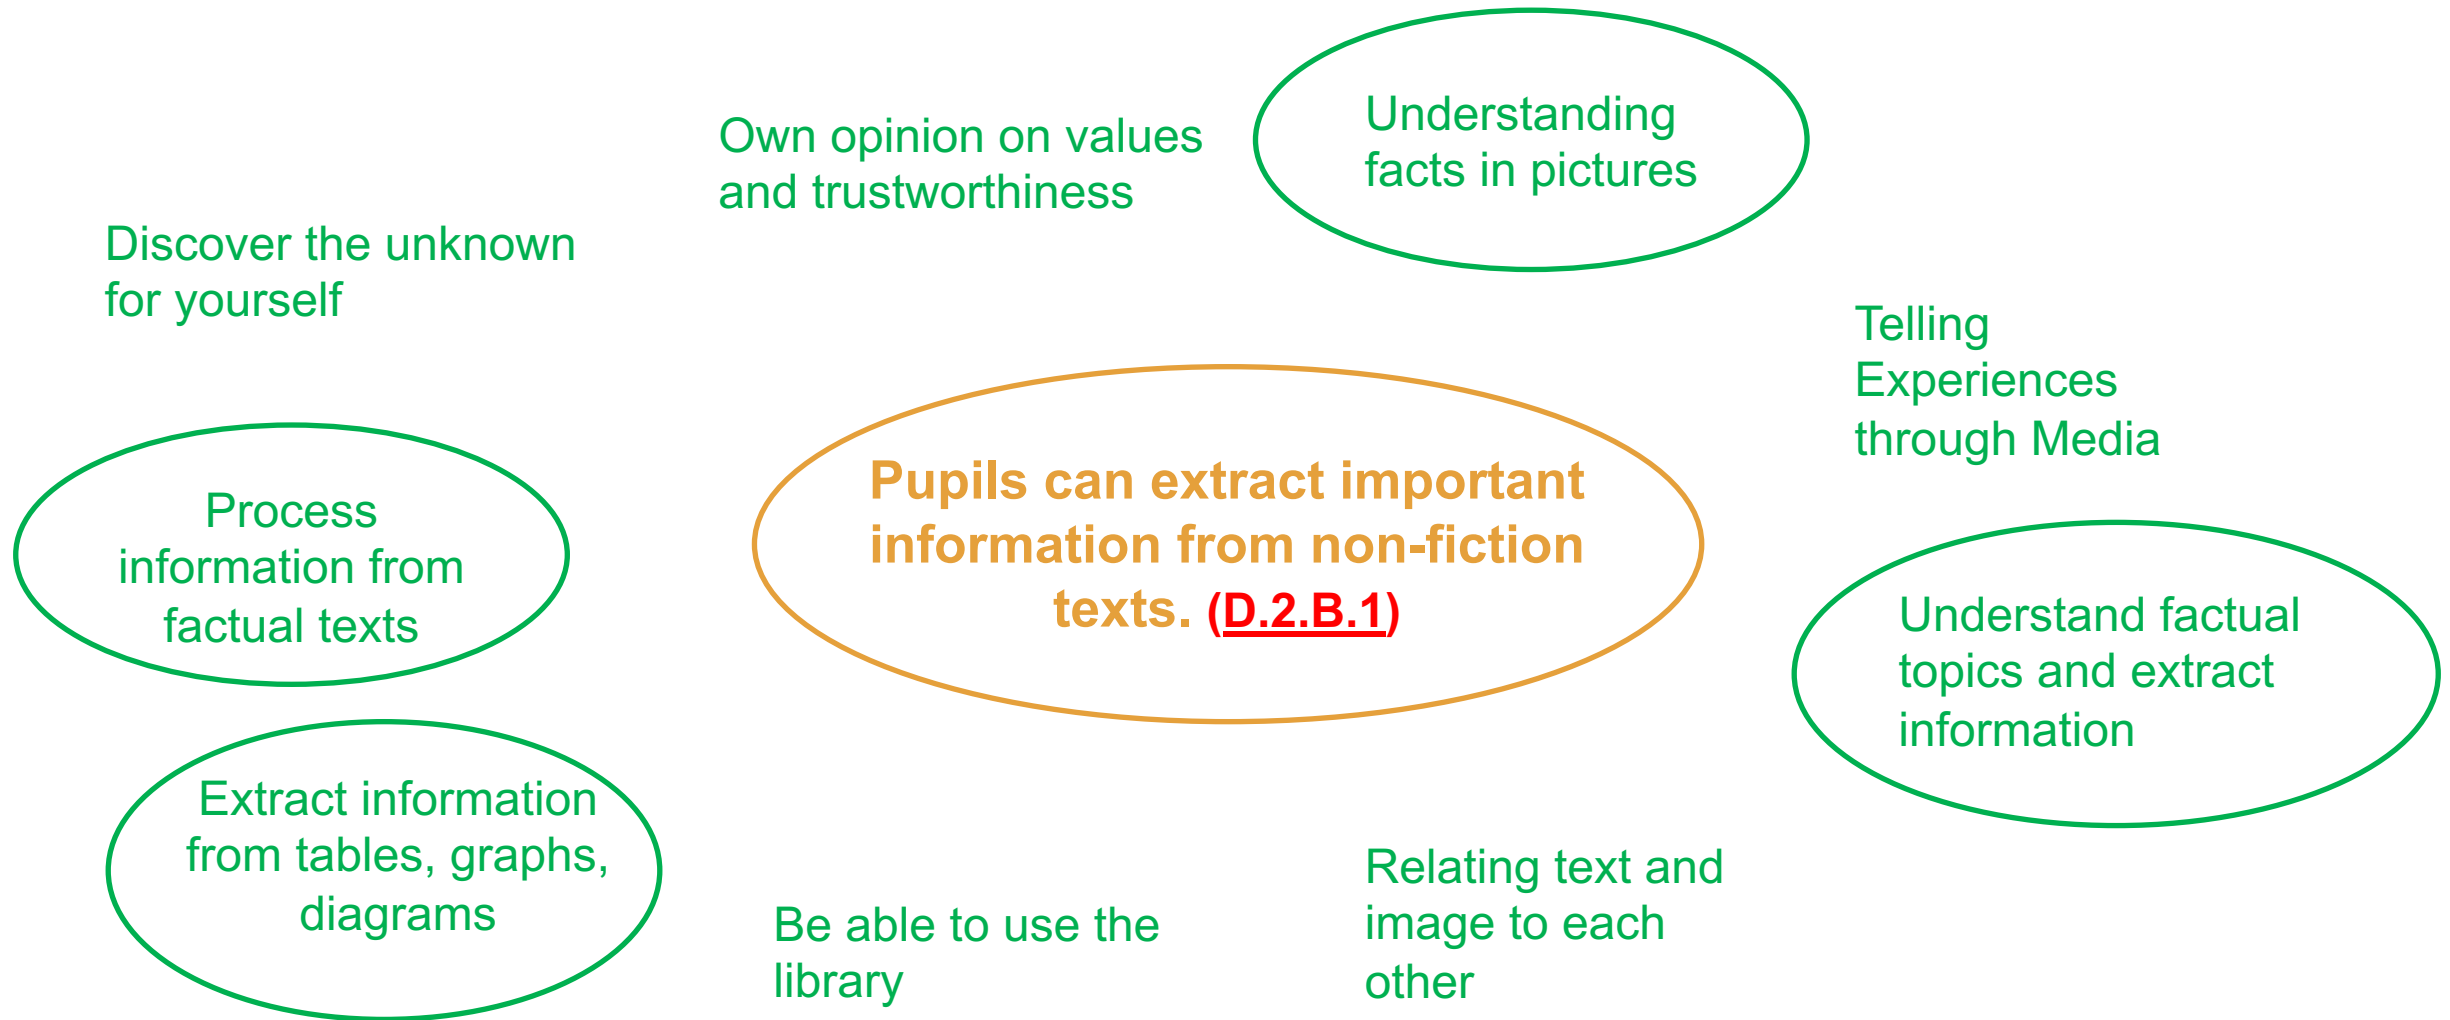 Understanding
facts in pictures
Own opinion on values
and trustworthiness
Discover the unknown
for yourself
Telling
Experiences
through Media
Pupils can extract important
information from non-fiction
texts. (D.2.B.1)
Process
information from
factual texts
Understand factual
topics and extract
information
Extract information
from tables, graphs,
diagrams
Relating text and
image to each
other
Be able to use the
library